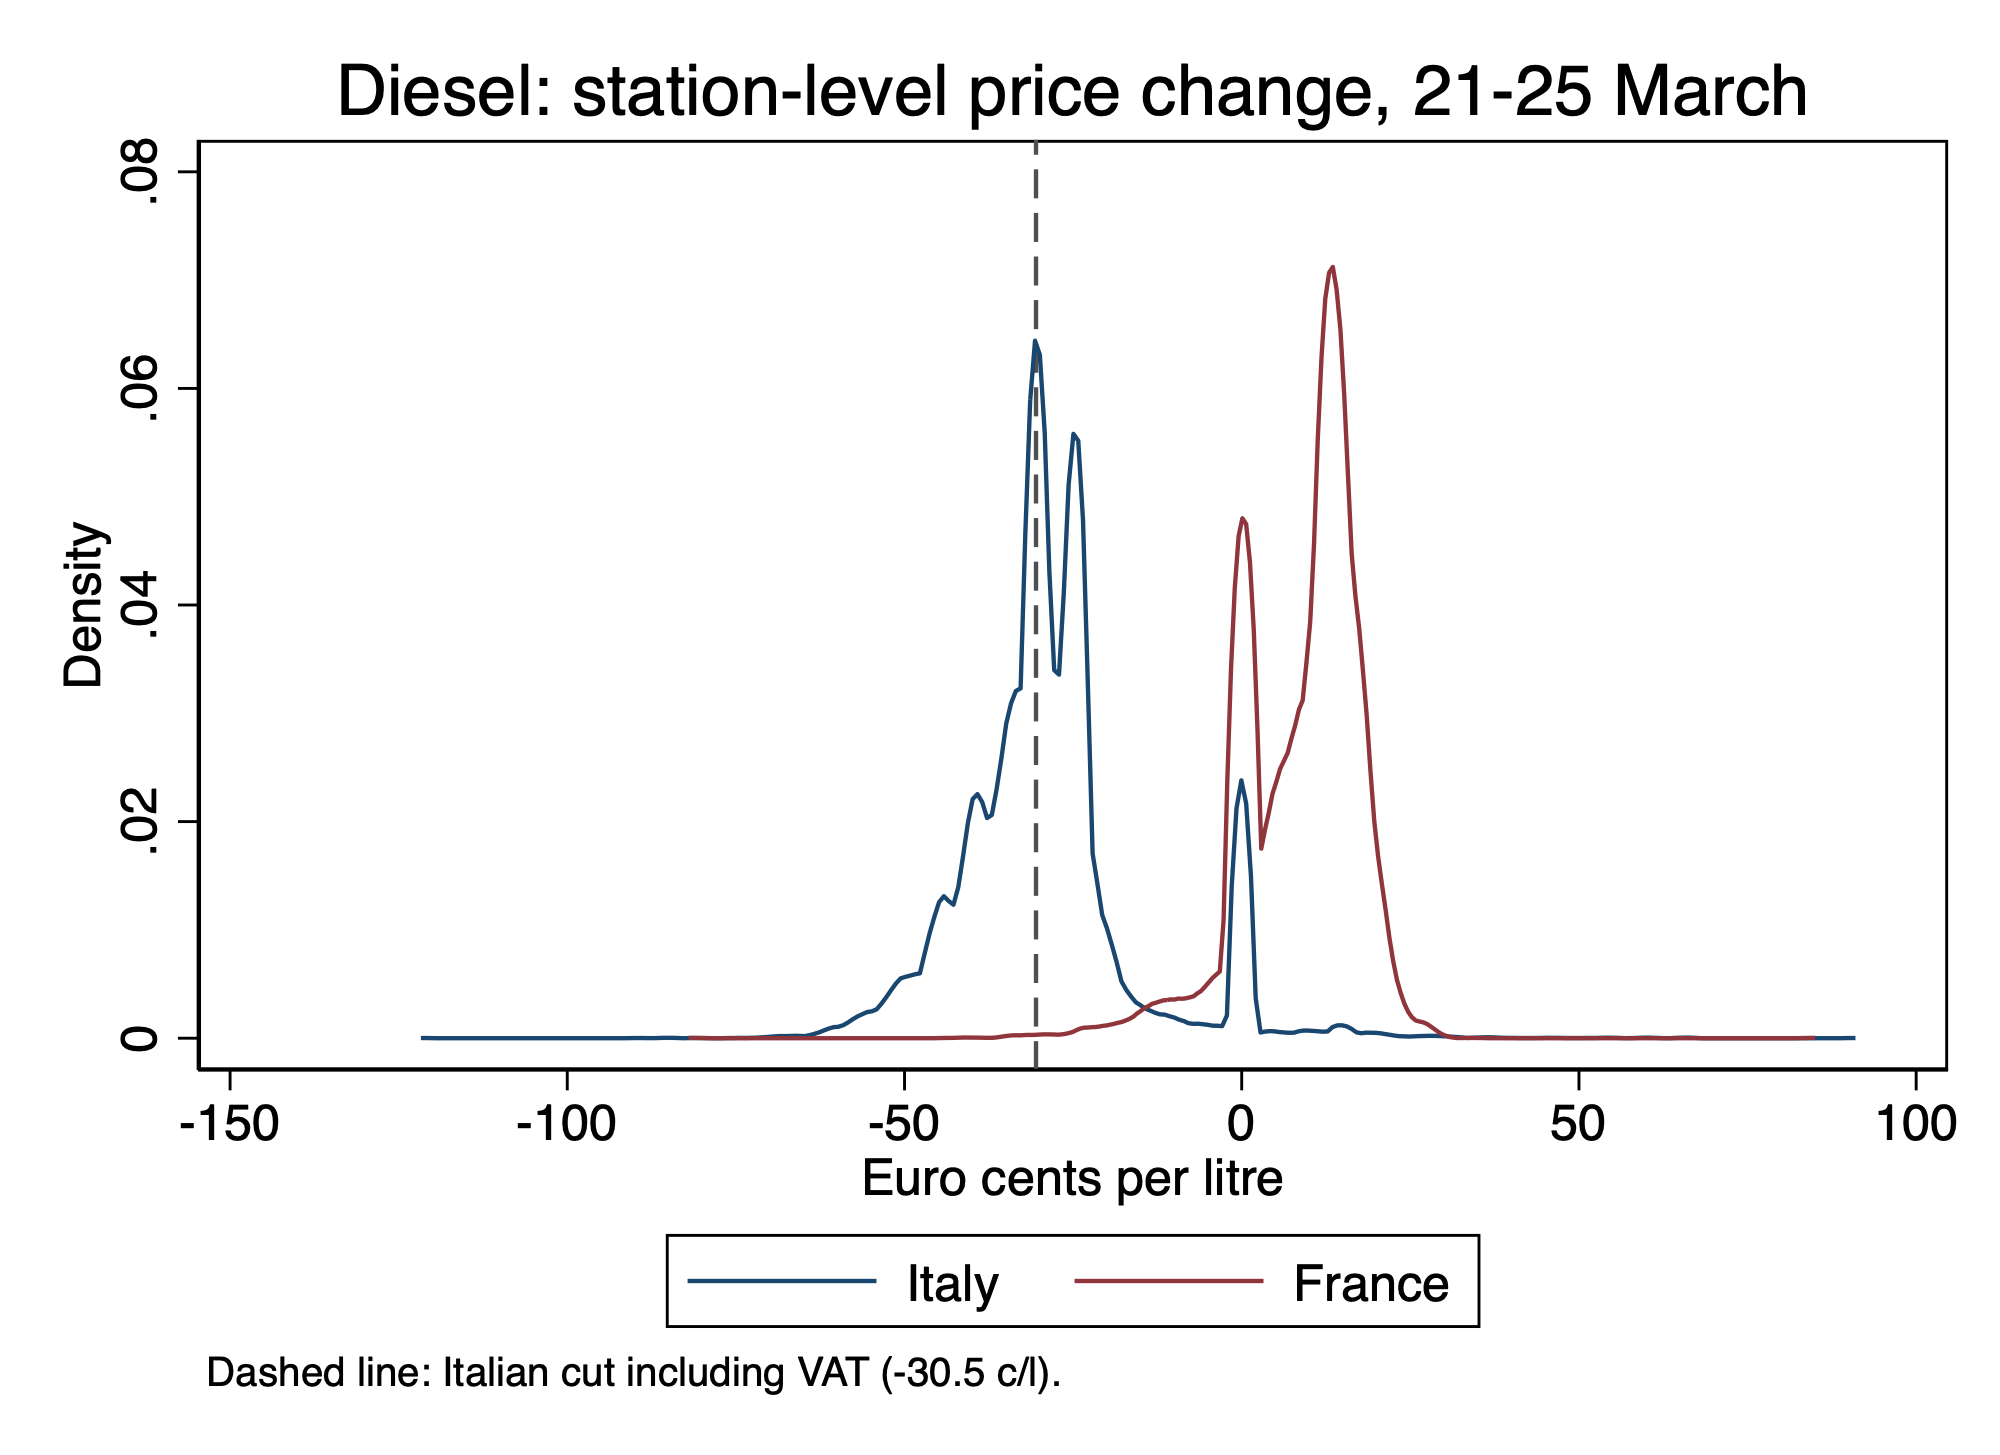 Diesel: station-level price change, 21-25 March
.08
.06
.04
.02
0
Density
-150 -100 -50 0 50 100
Euro cents per litre
Italy France
Dashed line: Italian cut including VAT (-30.5 c/l).